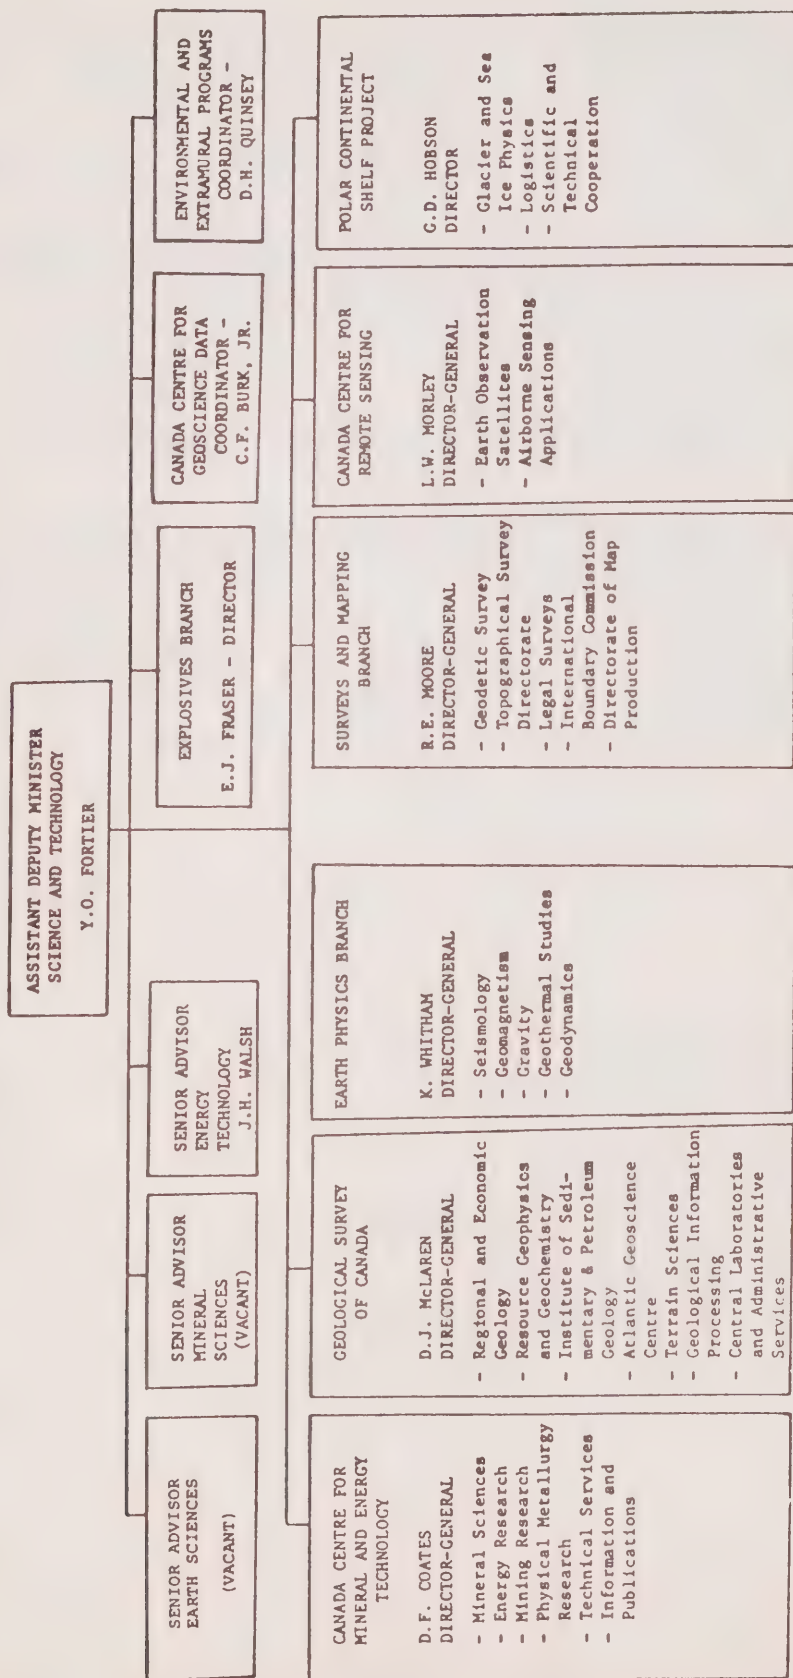 ASSISTANT DEPUTY MINISTER
SCIENCE AND TECHNOLOGY
Y.O. FORTIER
SENIOR ADVISOR
EARTH SCIENCES
(VACANT)
SENIOR ADVISOR
MINERAL
SCIENCES
(VACANT)
SENIOR ADVISOR
ENERGY
TECHNOLOGY
J.H. WALSH
EXPLOSIVES BRANCH
E.J. FRASER - DIRECTOR
CANADA CENTRE FOR
GEOSCIENCE DATA
COORDINATOR -
C.F. BURK, JR.
ENVIRONMENTAL AND
EXTRAMURAL PROGRAMS
COORDINATOR -
D.H. QUINSEY
CANADA CENTRE FOR
MINERAL AND ENERGY
TECHNOLOGY
D.F. COATES
DIRECTOR-GENERAL
- Mineral Sciences
- Energy Research
- Mining Research
- Physical Metallurgy
Research
- Technical Services
- Information and
Publications
GEOLOGICAL SURVEY
OF CANADA
D.J. McLAREN
DIRECTOR-GENERAL
- Regional and Economic
Geology
- Resource Geophysics
and Geochemistry
- Institute of Sedi-
mentary & Petroleum
Geology
- Atlantic Geoscience
Centre
- Terrain Sciences
- Geological Information
Processing
- Central Laboratories
and Administrative
Services
EARTH PHYSICS BRANCH
K. WHITHAM
DIRECTOR-GENERAL
- Seismology
- Geomagnetism
- Gravity
- Geothermal Studies
- Geodynamics
SURVEYS AND MAPPING
BRANCH
R.E. MOORE
DIRECTOR-GENERAL
- Geodetic Survey
- Topographical Survey
Directorate
- Legal Surveys
- International
Boundary Commission
- Directorate of Map
Production
CANADA CENTRE FOR
REMOTE SENSING
L.W. MORLEY
DIRECTOR-GENERAL
- Earth Observation
Satellites
- Airborne Sensing
Applications
POLAR CONTINENTAL
SHELF PROJECT
G.D. HOBSON
DIRECTOR
- Glacier and Sea
Ice Physics
- Logistics
- Scientific and
Technical
Cooperation